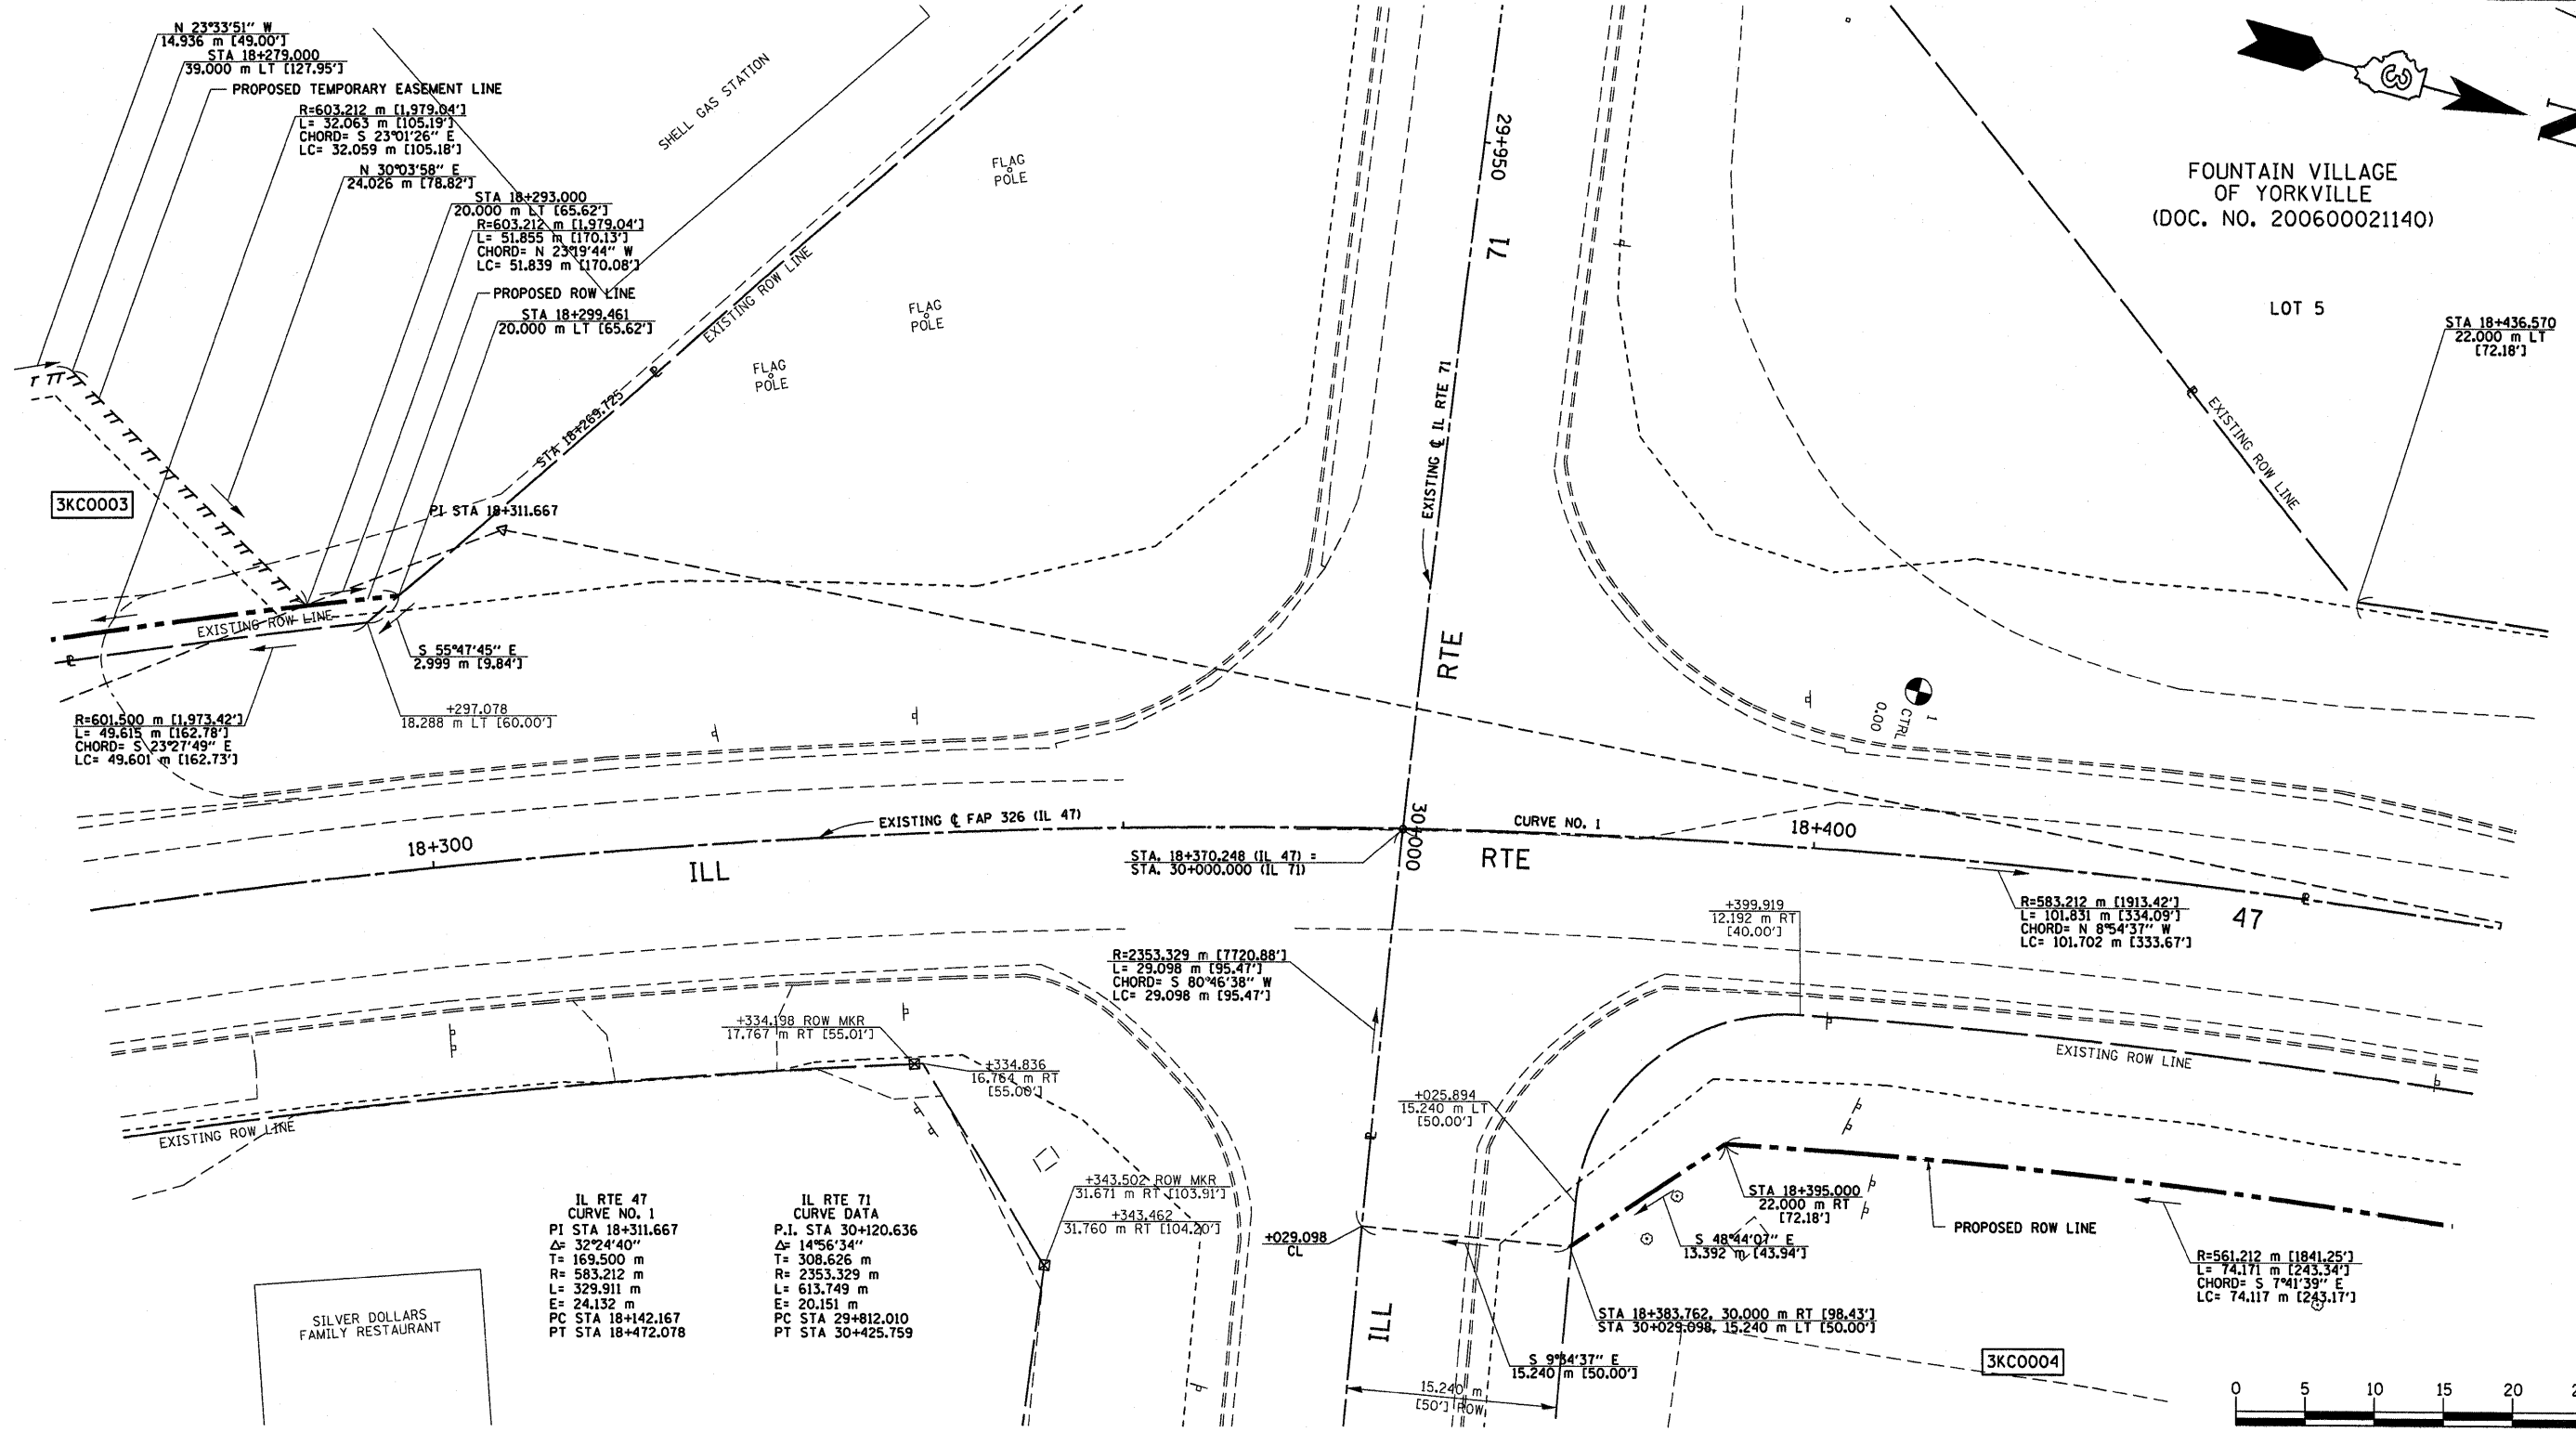 N 23°33'51" W
14.936 m [49.00']
STA 18+279.000
39.000 m LT [127.95']
PROPOSED TEMPORARY EASEMENT LINE
R=603.212 m [1,979.04']
L= 32.063 m [105.19']
CHORD= S 23°01'26" E
LC= 32.059 m [105.18']
N 30°03'58" E
24.026 m [78.82']
STA 18+293.000
20.000 m LT [65.62']
R=603.212 m [1,979.04']
L= 51.855 m [170.13']
CHORD= N 23°19'44" W
LC= 51.839 m [170.08']
PROPOSED ROW LINE
STA 18+299.461
20.000 m LT [65.62']
SHELL GAS STATION
FLAG
POLE
FLAG
POLE
FLAG
POLE
EXISTING ROW LINE
STA 18+269.725
PI STA 18+311.667
3KC0003
EXISTING ROW LINE
S 55°47'45" E
2.999 m [9.84']
+297.078
18.288 m LT [60.00']
R=601.500 m [1,973.42']
L= 49.615 m [162.78']
CHORD= S 23°27'49" E
LC= 49.601 m [162.73']
29+950
71
EXISTING ℄ IL RTE 71
RTE
3
N
FOUNTAIN VILLAGE
OF YORKVILLE
(DOC. NO. 200600021140)
LOT 5
STA 18+436.570
22.000 m LT
[72.18']
EXISTING ROW LINE
1
CTRL
0.00
18+300
EXISTING ℄ FAP 326 (IL 47)
ILL
STA. 18+370.248 (IL 47) =
STA. 30+000.000 (IL 71)
30+000
CURVE NO. 1
RTE
18+400
R=583.212 m [1913.42']
L= 101.831 m [334.09']
CHORD= N 8°54'37" W
LC= 101.702 m [333.67']
47
+399.919
12.192 m RT
[40.00']
R=2353.329 m [7720.88']
L= 29.098 m [95.47']
CHORD= S 80°46'38" W
LC= 29.098 m [95.47']
+334.198 ROW MKR
17.767 m RT [55.01']
+334.836
16.764 m RT
[55.00']
EXISTING ROW LINE
+025.894
15.240 m LT
[50.00']
EXISTING ROW LINE
+343.502 ROW MKR
31.671 m RT [103.91']
+343.462
31.760 m RT [104.20']
+029.098
CL
STA 18+395.000
22.000 m RT
[72.18']
S 48°44'07" E
13.392 m [43.94']
PROPOSED ROW LINE
R=561.212 m [1841.25']
L= 74.171 m [243.34']
CHORD= S 7°41'39" E
LC= 74.117 m [243.17']
IL RTE 47
CURVE NO. 1
PI STA 18+311.667
Δ= 32°24'40"
T= 169.500 m
R= 583.212 m
L= 329.911 m
E= 24.132 m
PC STA 18+142.167
PT STA 18+472.078
IL RTE 71
CURVE DATA
P.I. STA 30+120.636
Δ= 14°56'34"
T= 308.626 m
R= 2353.329 m
L= 613.749 m
E= 20.151 m
PC STA 29+812.010
PT STA 30+425.759
SILVER DOLLARS
FAMILY RESTAURANT
ILL
STA 18+383.762, 30.000 m RT [98.43']
STA 30+029.098, 15.240 m LT [50.00']
S 9°34'37" E
15.240 m [50.00']
15.240 m
[50'] ROW
3KC0004
0 5 10 15 20